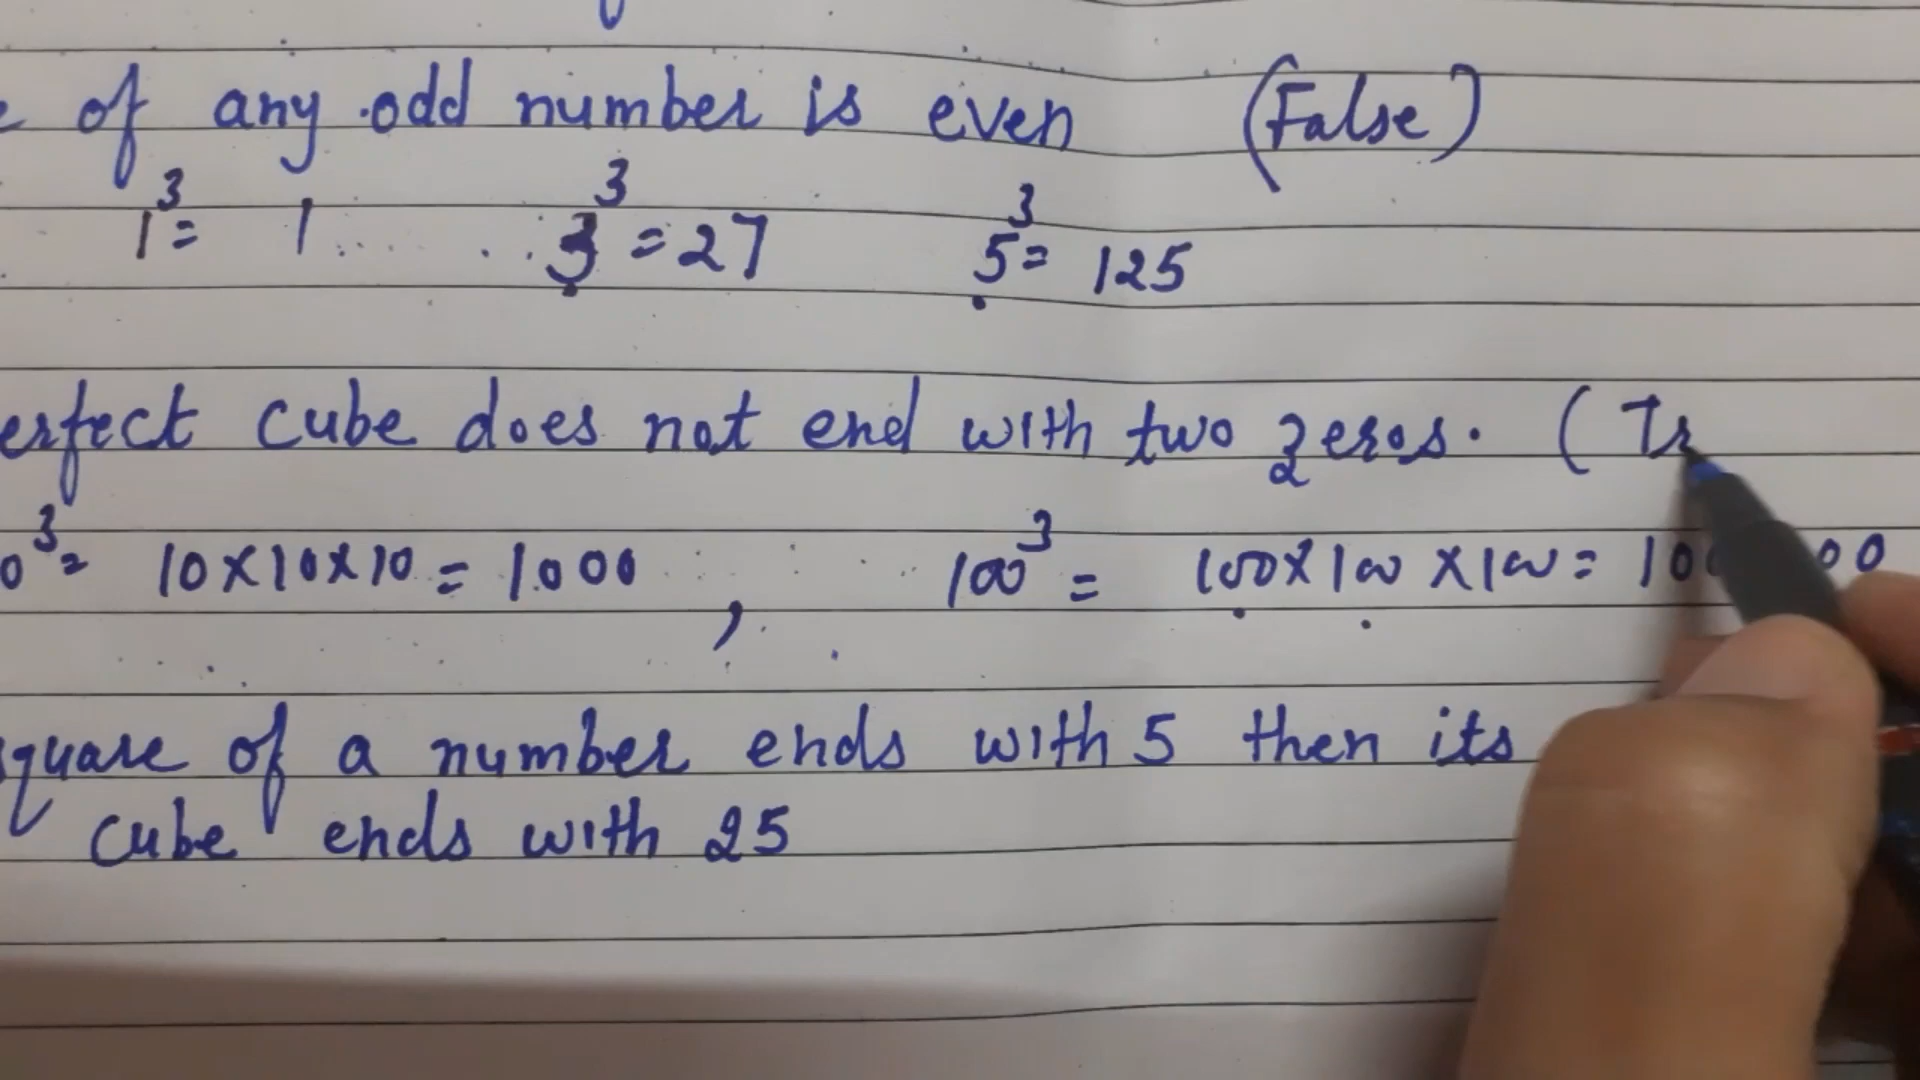 of any odd number is even (False)
1³= 1 3³ = 27 5³= 125
erfect cube does not end with two zeros. ( Tr
0³= 10×10×10 = 1000 , 100³ = 100×100×100=
quare of a number ends with 5 then its
cube ends with 25